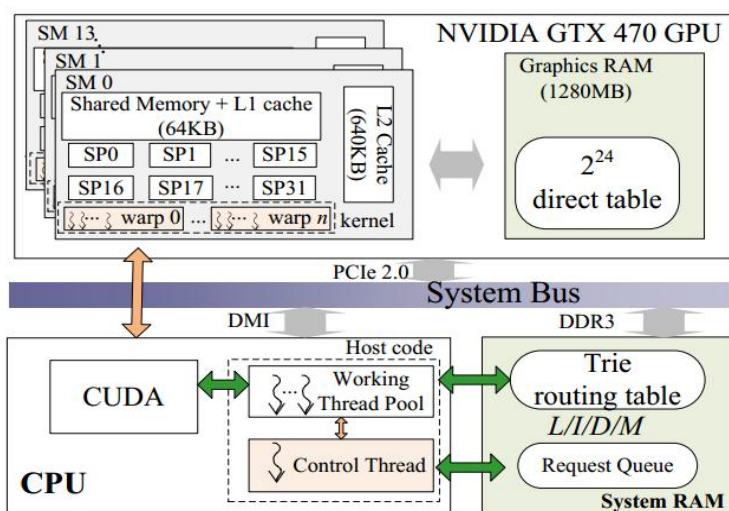 NVIDIA GTX 470 GPU
SM 13
SM 1
SM 0
Shared Memory + L1 cache
(64KB)
SP0 SP1 ... SP15
SP16 SP17 ... SP31
warp 0 ... warp n
kernel
L2 Cache
(640KB)
Graphics RAM
(1280MB)
2^24
direct table
PCIe 2.0
System Bus
DMI
DDR3
Host code
CUDA
Working
Thread Pool
Control Thread
CPU
Trie
routing table
L/I/D/M
Request Queue
System RAM